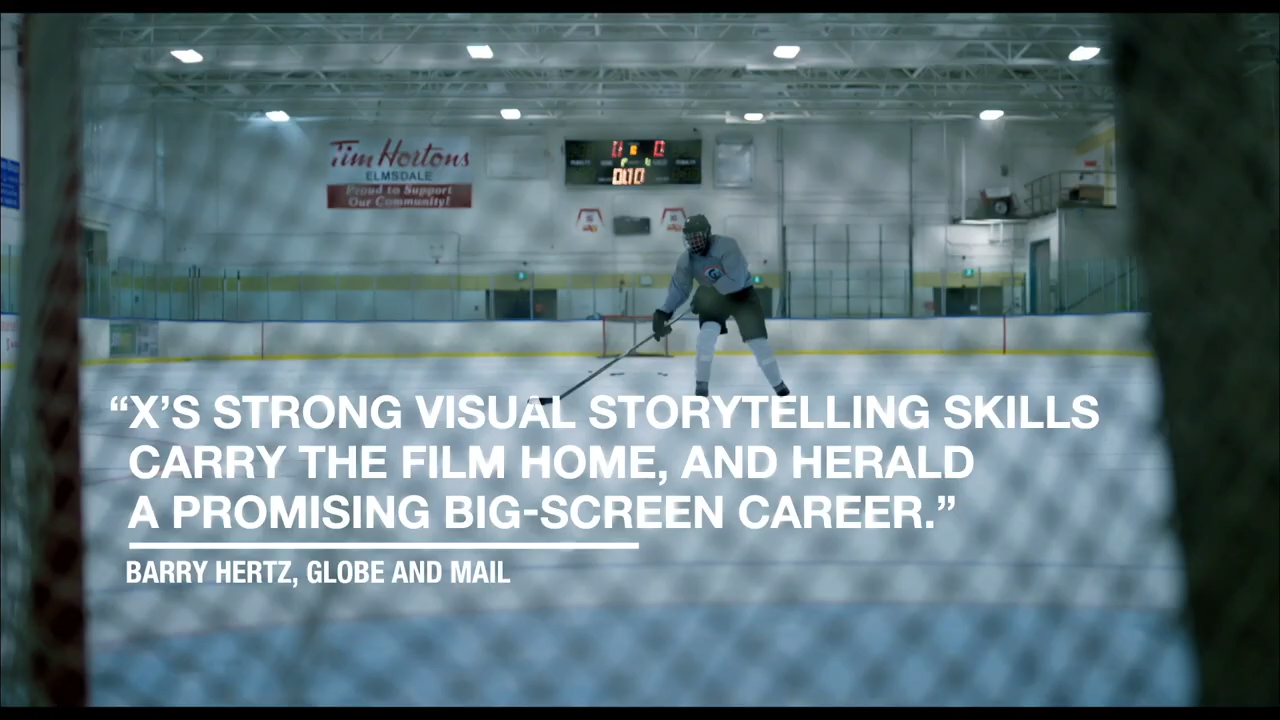 Tim Hortons
ELMSDALE
Proud to Support
Our Community!
“X’S STRONG VISUAL STORYTELLING SKILLS
CARRY THE FILM HOME, AND HERALD
A PROMISING BIG-SCREEN CAREER.”
BARRY HERTZ, GLOBE AND MAIL